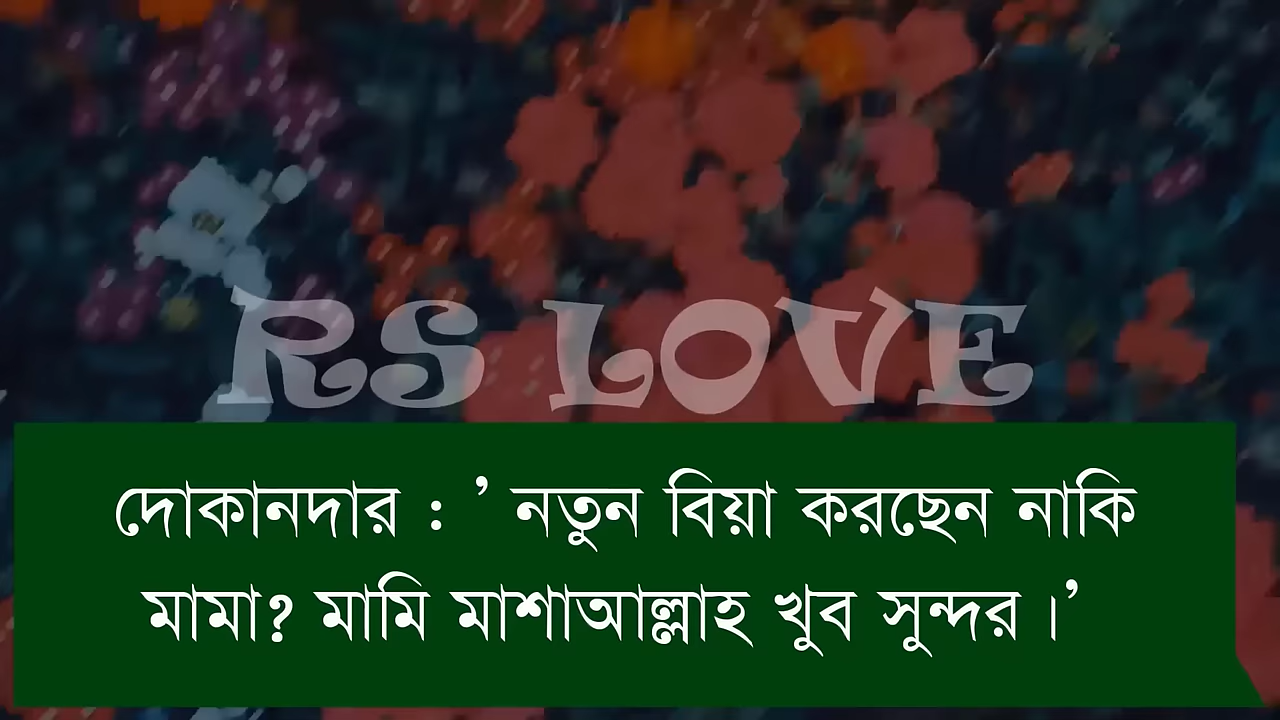 RS LOVE
দোকানদার : ’ নতুন বিয়া করছেন নাকি
মামা? মামি মাশাআল্লাহ খুব সুন্দর।’